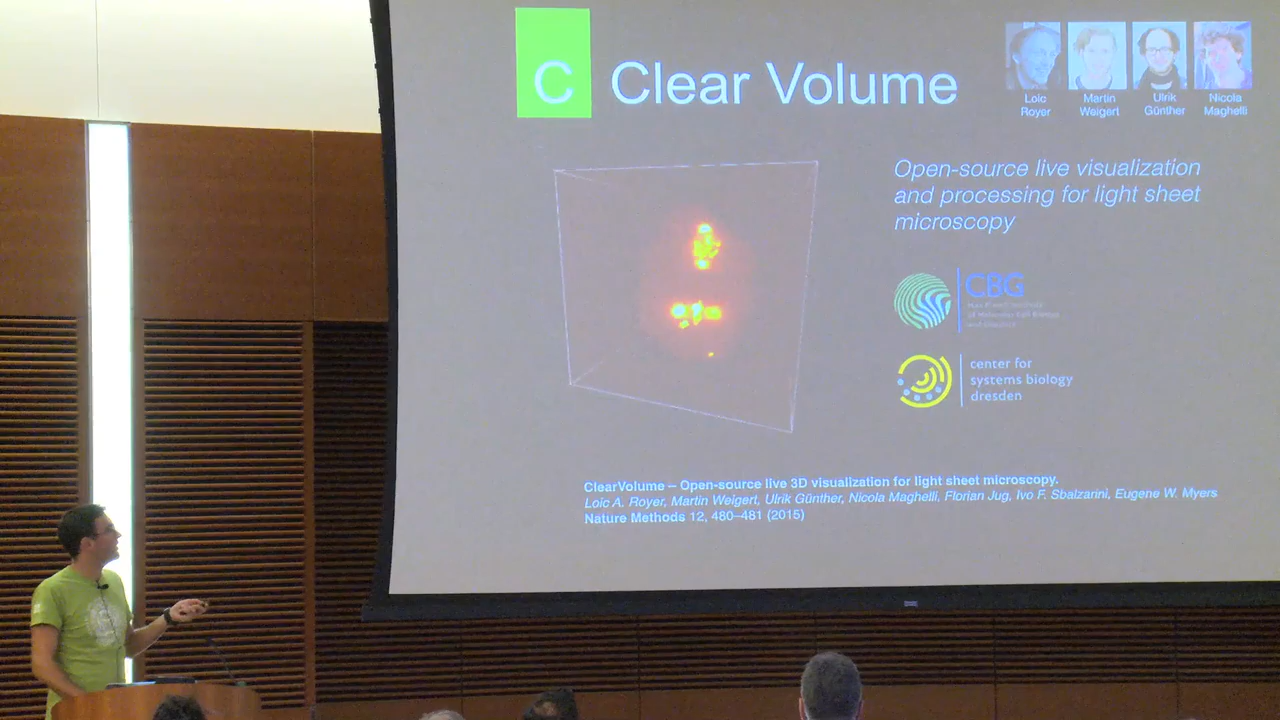 C Clear Volume
Loic
Royer
Martin
Weigert
Ulrik
Günther
Nicola
Maghelli
Open-source live visualization
and processing for light sheet
microscopy
CBG
center for
systems biology
dresden
ClearVolume – Open-source live 3D visualization for light sheet microscopy.
Loic A. Royer, Martin Weigert, Ulrik Günther, Nicola Maghelli, Florian Jug, Ivo F. Sbalzarini, Eugene W. Myers
Nature Methods 12, 480–481 (2015)